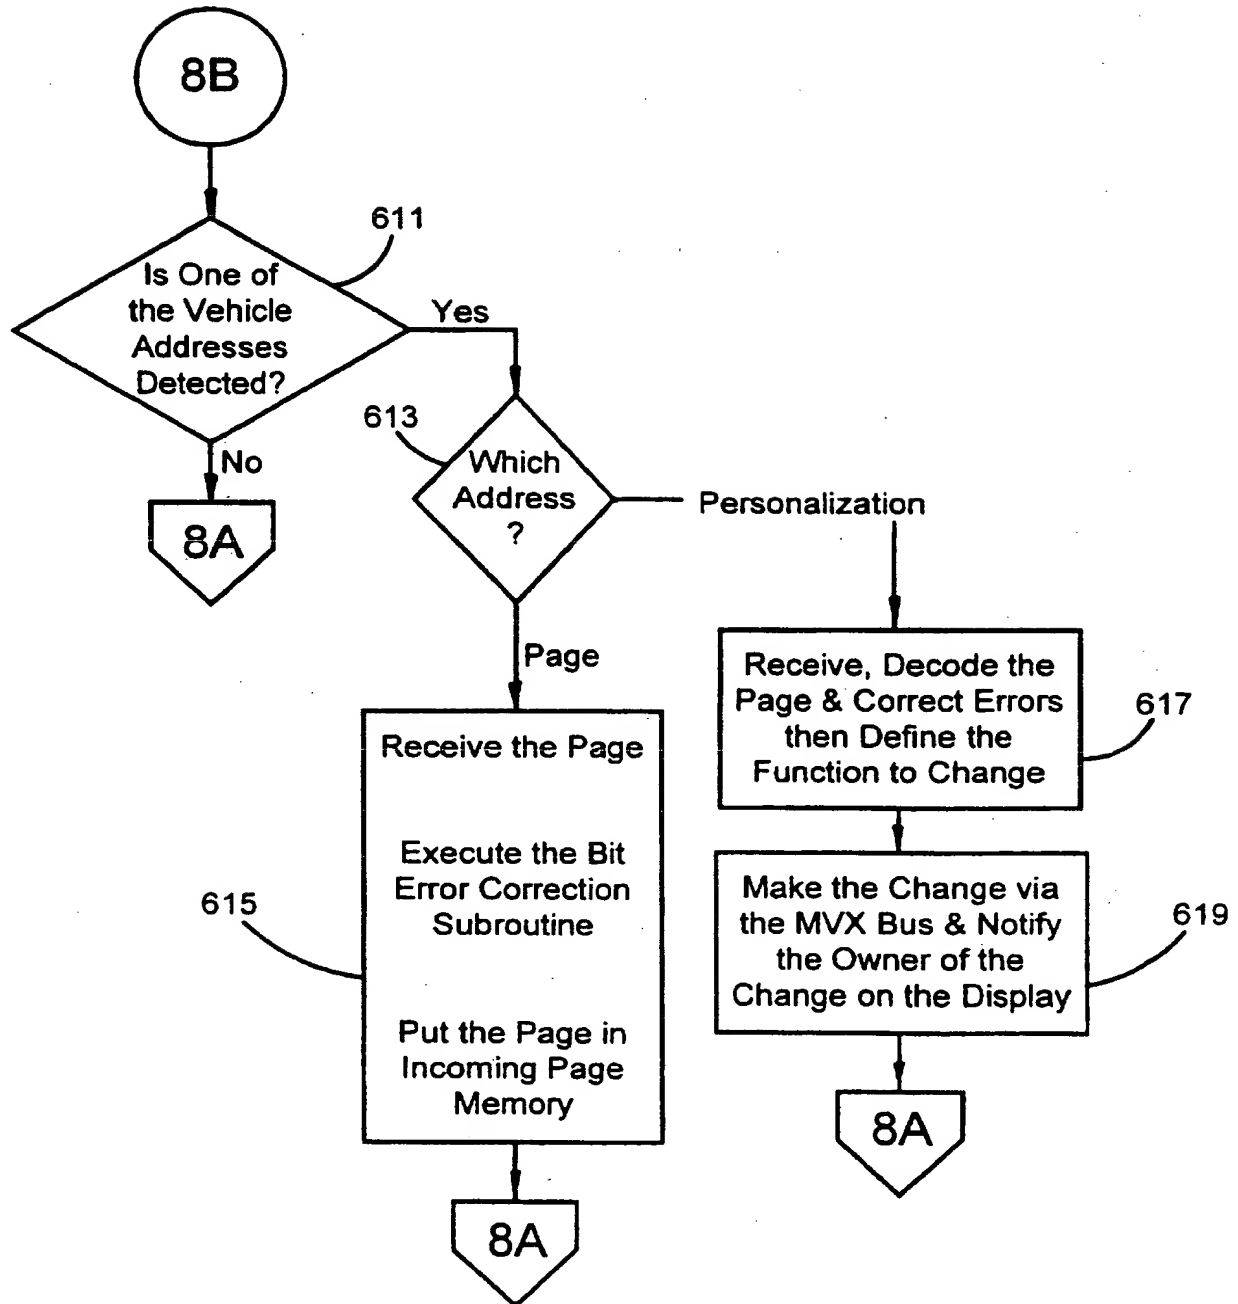 8B
611
Is One of
the Vehicle
Addresses
Detected?
Yes
No
8A
613
Which
Address
?
Personalization
Page
Receive the Page
Execute the Bit
Error Correction
Subroutine
Put the Page in
Incoming Page
Memory
615
8A
Receive, Decode the
Page & Correct Errors
then Define the
Function to Change
617
Make the Change via
the MVX Bus & Notify
the Owner of the
Change on the Display
619
8A